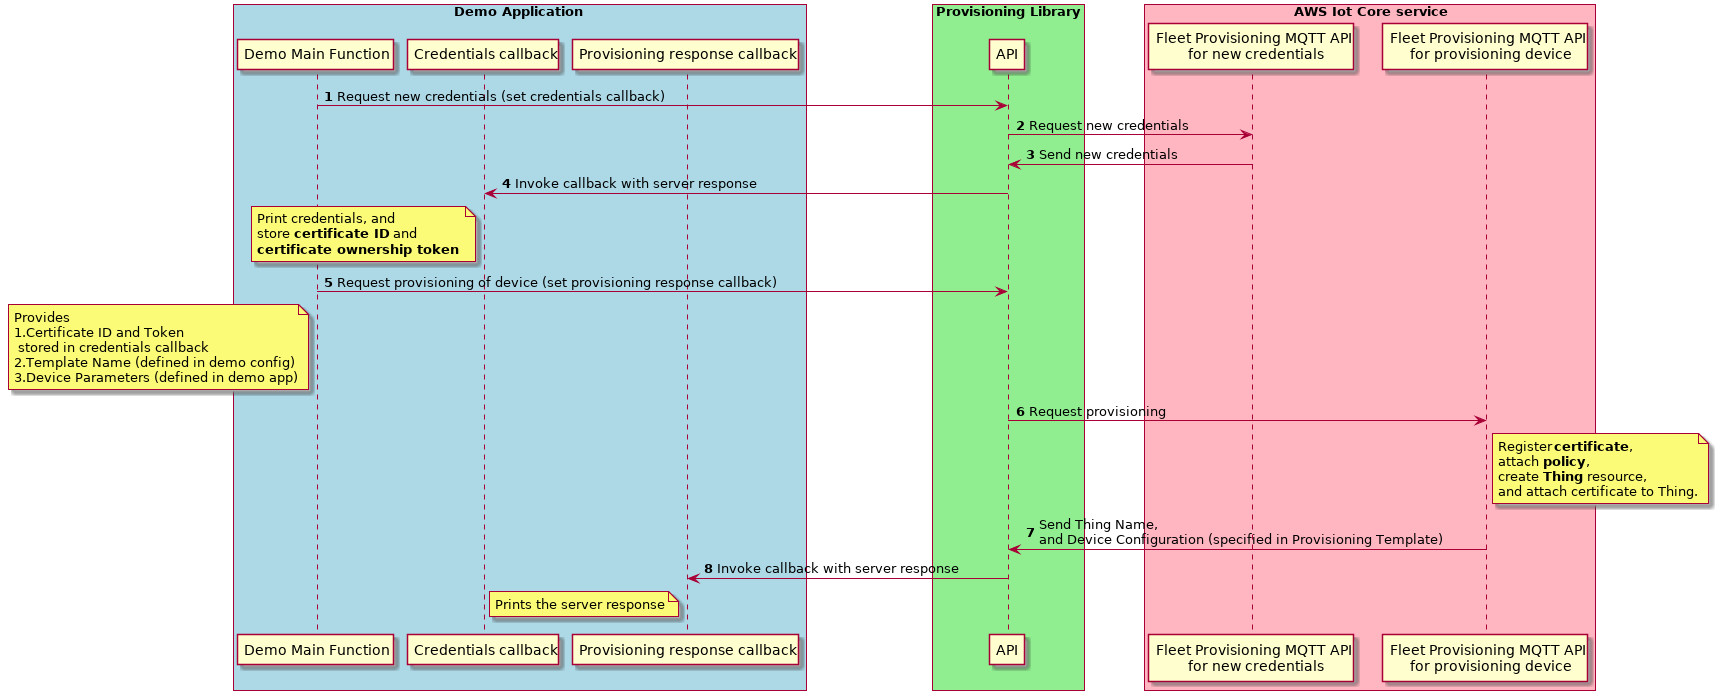 Demo Application
Provisioning Library
AWS Iot Core service
Demo Main Function
Credentials callback
Provisioning response callback
API
Fleet Provisioning MQTT API
for new credentials
Fleet Provisioning MQTT API
for provisioning device
1 Request new credentials (set credentials callback)
2 Request new credentials
3 Send new credentials
4 Invoke callback with server response
Print credentials, and
store certificate ID and
certificate ownership token
5 Request provisioning of device (set provisioning response callback)
Provides
1.Certificate ID and Token
stored in credentials callback
2.Template Name (defined in demo config)
3.Device Parameters (defined in demo app)
6 Request provisioning
Register certificate,
attach policy,
create Thing resource,
and attach certificate to Thing.
7 Send Thing Name,
and Device Configuration (specified in Provisioning Template)
8 Invoke callback with server response
Prints the server response
Demo Main Function
Credentials callback
Provisioning response callback
API
Fleet Provisioning MQTT API
for new credentials
Fleet Provisioning MQTT API
for provisioning device